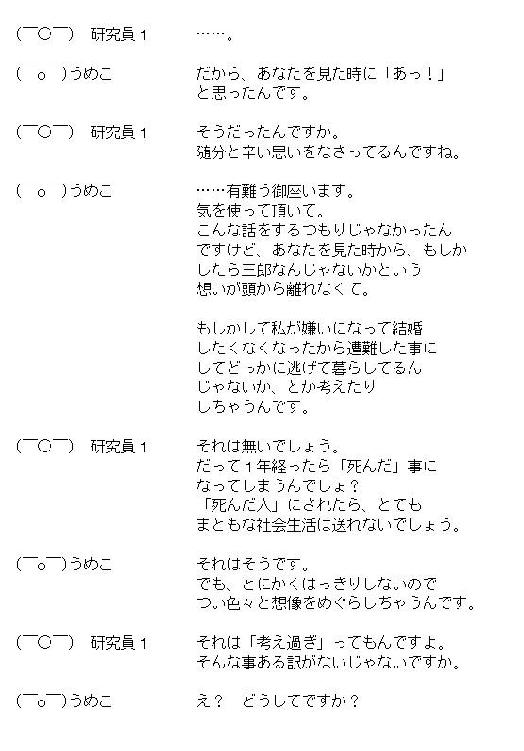 (￣○￣)　研究員１　……。
(　o　)うめこ　だから、あなたを見た時に「あっ！」
と思ったんです。
(￣○￣)　研究員１　そうだったんですか。
随分と辛い思いをなさってるんですね。
(　o　)うめこ　……有難う御座います。
気を使って頂いて。
こんな話をするつもりじゃなかったん
ですけど、あなたを見た時から、もしか
したら三郎なんじゃないかという
想いが頭から離れなくて。
もしかして私が嫌いになって結婚
したくなくなったから遭難した事に
してどっかに逃げて暮らしてるん
じゃないか、とか考えたり
しちゃうんです。
(￣○￣)　研究員１　それは無いでしょう。
だって１年経ったら「死んだ」事に
なってしまうんでしょ？
「死んだ人」にされたら、とても
まともな社会生活は送れないでしょう。
(￣o￣)うめこ　それはそうです。
でも、とにかくはっきりしないので
つい色々と想像をめぐらしちゃうんです。
(￣○￣)　研究員１　それは「考え過ぎ」ってもんですよ。
そんな事ある訳がないじゃないですか。
(￣o￣)うめこ　え？　どうしてですか？